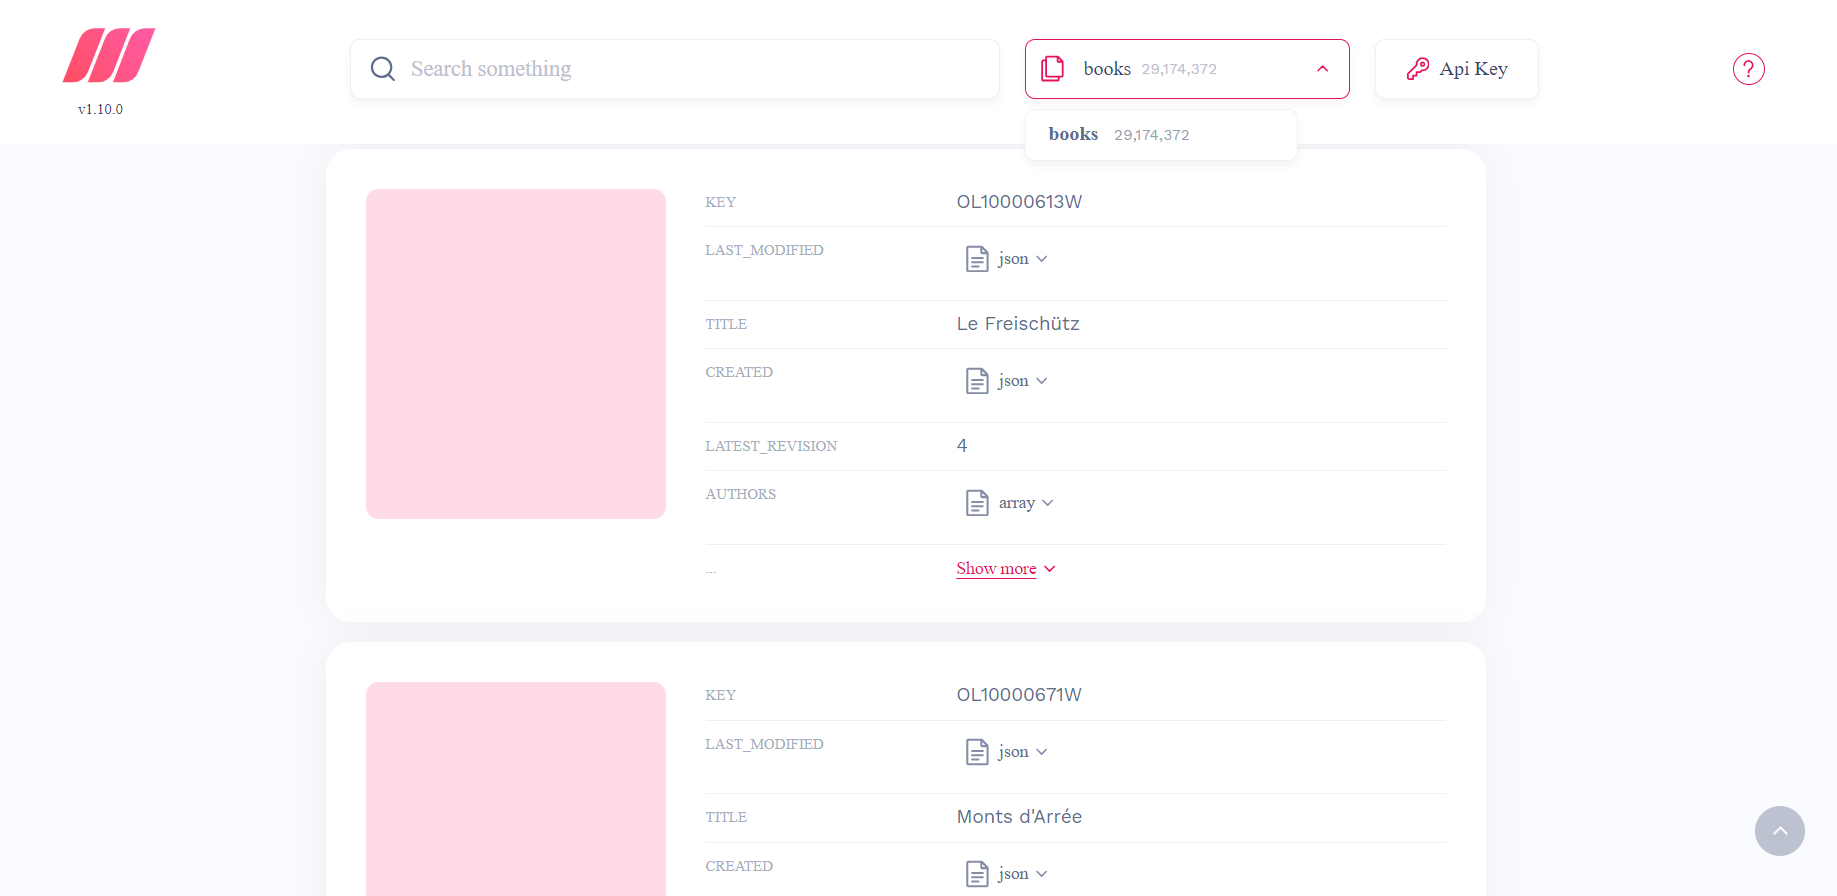 v1.10.0
Search something
books 29,174,372
Api Key
?
books 29,174,372
KEY OL10000613W
LAST_MODIFIED json
TITLE Le Freischütz
CREATED json
LATEST_REVISION 4
AUTHORS array
... Show more
KEY OL10000671W
LAST_MODIFIED json
TITLE Monts d'Arrée
CREATED json